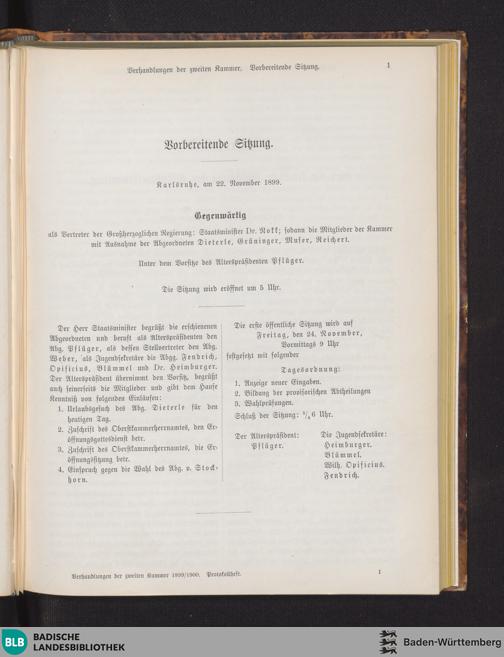 Verhandlungen der zweiten Kammer. Vorbereitende Sitzung. 1
Vorbereitende Sitzung.
Karlsruhe, am 22. November 1899.
Gegenwärtig
als Vertreter der Großherzoglichen Regierung: Staatsminister Dr. Nokk; sodann die Mitglieder der Kammer
mit Ausnahme der Abgeordneten Dieterle, Grüninger, Muser, Reichert.
Unter dem Vorsitze des Alterspräsidenten Pflüger.
Die Sitzung wird eröffnet um 5 Uhr.
Der Herr Staatsminister begrüßt die erschienenen
Abgeordneten und beruft als Alterspräsidenten den
Abg. Pflüger, als dessen Stellvertreter den Abg.
Weber, als Jugendsekretäre die Abgg. Fendrich,
Opificius, Blümmel und Dr. Heimburger.
Der Alterspräsident übernimmt den Vorsitz, begrüßt
auch seinerseits die Mitglieder und gibt dem Hause
Kenntniß von folgenden Einläufen:
1. Urlaubsgesuch des Abg. Dieterle für den
heutigen Tag.
2. Zuschrift des Oberstkammerherrnamtes, den Er-
öffnungsgottesdienst betr.
3. Zuschrift des Oberstkammerherrnamtes, die Er-
öffnungssitzung betr.
4. Einspruch gegen die Wahl des Abg. v. Stock-
horn.
Die erste öffentliche Sitzung wird auf
Freitag, den 24. November,
Vormittags 9 Uhr
festgesetzt mit folgender
Tagesordnung:
1. Anzeige neuer Eingaben.
2. Bildung der provisorischen Abtheilungen
3. Wahlprüfungen.
Schluß der Sitzung: 1/4 6 Uhr.
Der Alterspräsident:
Pflüger.
Die Jugendsekretäre:
Heimburger.
Blümmel.
Wilh. Opificius.
Fendrich.
Verhandlungen der zweiten Kammer 1899/1900. Protokollheft. 1
BLB BADISCHE
LANDESBIBLIOTHEK
Baden-Württemberg